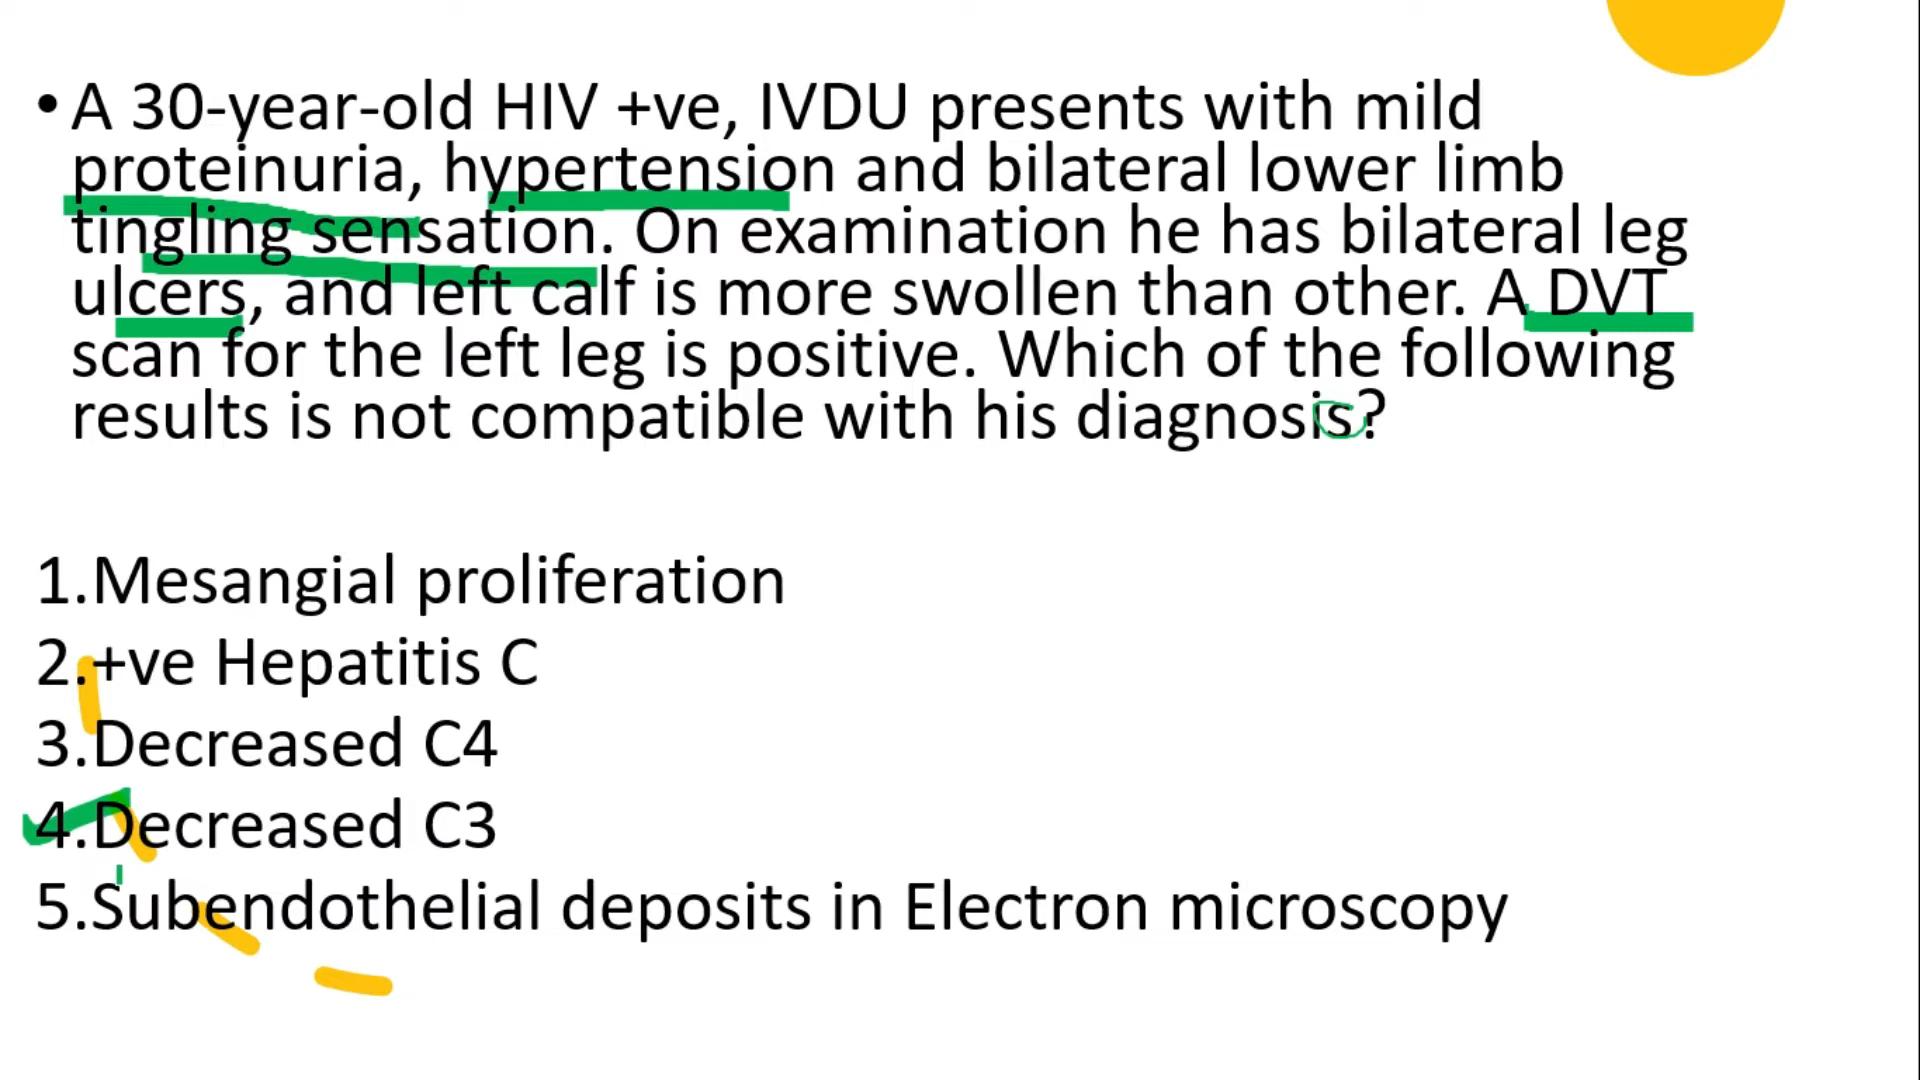 • A 30-year-old HIV +ve, IVDU presents with mild
proteinuria, hypertension and bilateral lower limb
tingling sensation. On examination he has bilateral leg
ulcers, and left calf is more swollen than other. A DVT
scan for the left leg is positive. Which of the following
results is not compatible with his diagnosis?
1.Mesangial proliferation
2.+ve Hepatitis C
3.Decreased C4
4.Decreased C3
5.Subendothelial deposits in Electron microscopy